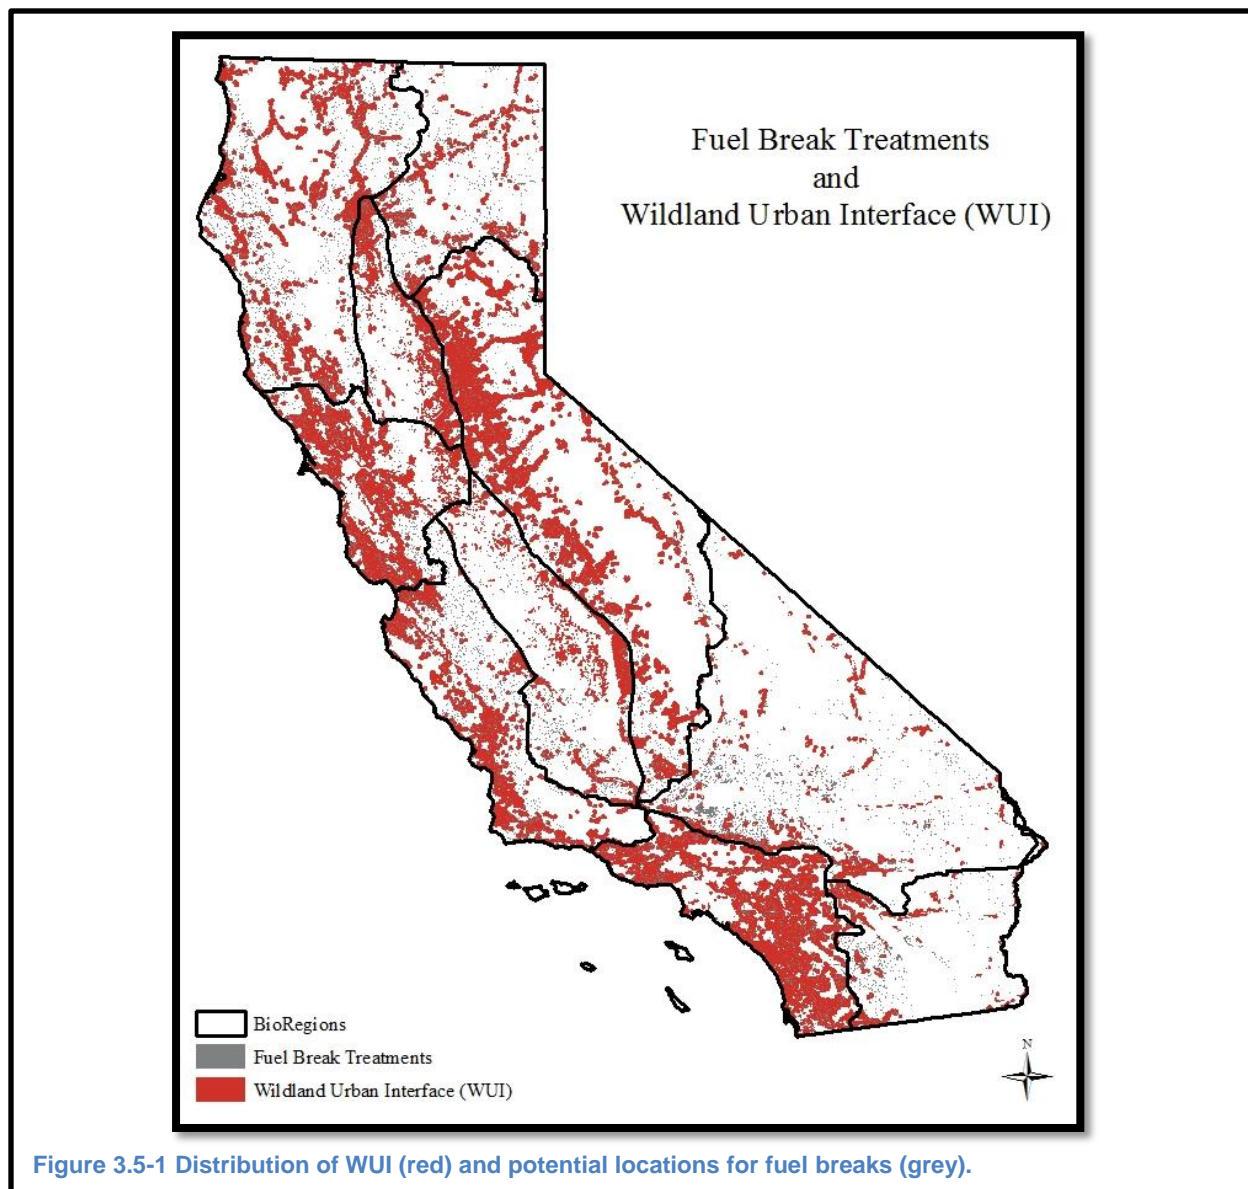 Fuel Break Treatments
and
Wildland Urban Interface (WUI)
BioRegions
Fuel Break Treatments
Wildland Urban Interface (WUI)
N
Figure 3.5-1 Distribution of WUI (red) and potential locations for fuel breaks (grey).